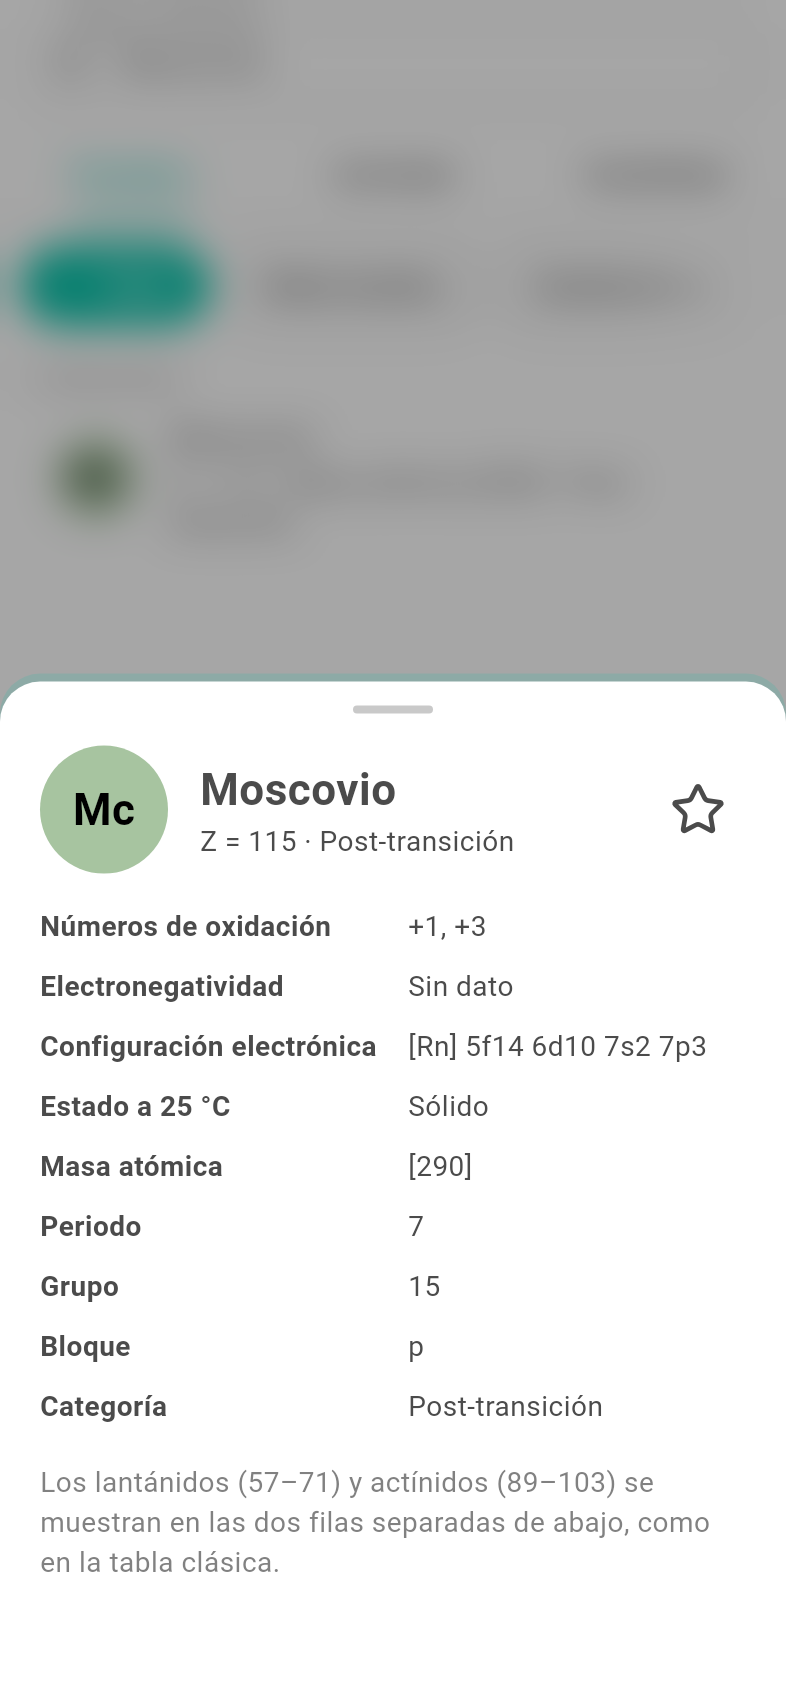 Mc
Moscovio
Z = 115 · Post-transición
Números de oxidación +1, +3
Electronegatividad Sin dato
Configuración electrónica [Rn] 5f14 6d10 7s2 7p3
Estado a 25 °C Sólido
Masa atómica [290]
Periodo 7
Grupo 15
Bloque p
Categoría Post-transición
Los lantánidos (57–71) y actínidos (89–103) se
muestran en las dos filas separadas de abajo, como
en la tabla clásica.